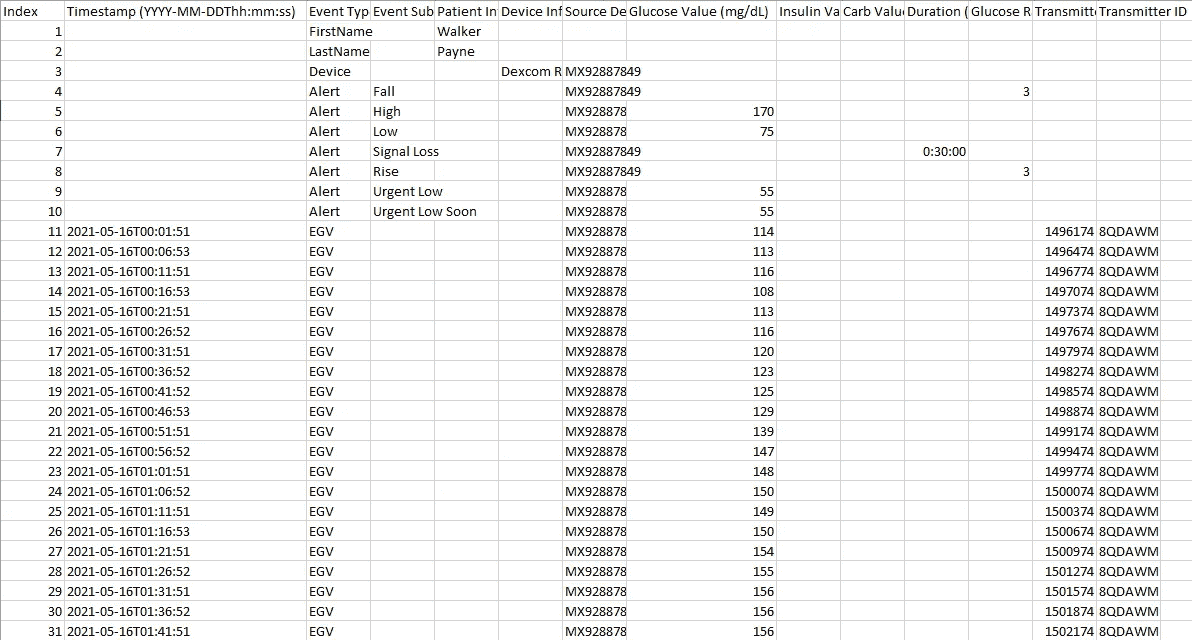 Index Timestamp (YYYY-MM-DDThh:mm:ss) Event Typ Event Sub Patient In Device Inf Source De Glucose Value (mg/dL) Insulin Va Carb Valu Duration ( Glucose R Transmitt Transmitter ID
1 FirstName Walker
2 LastName Payne
3 Device Dexcom R MX92887849
4 Alert Fall MX92887849 3
5 Alert High MX928878 170
6 Alert Low MX928878 75
7 Alert Signal Loss MX92887849 0:30:00
8 Alert Rise MX92887849 3
9 Alert Urgent Low MX928878 55
10 Alert Urgent Low Soon MX928878 55
11 2021-05-16T00:01:51 EGV MX928878 114 1496174 8QDAWM
12 2021-05-16T00:06:53 EGV MX928878 113 1496474 8QDAWM
13 2021-05-16T00:11:51 EGV MX928878 116 1496774 8QDAWM
14 2021-05-16T00:16:53 EGV MX928878 108 1497074 8QDAWM
15 2021-05-16T00:21:51 EGV MX928878 113 1497374 8QDAWM
16 2021-05-16T00:26:52 EGV MX928878 116 1497674 8QDAWM
17 2021-05-16T00:31:51 EGV MX928878 120 1497974 8QDAWM
18 2021-05-16T00:36:52 EGV MX928878 123 1498274 8QDAWM
19 2021-05-16T00:41:52 EGV MX928878 125 1498574 8QDAWM
20 2021-05-16T00:46:53 EGV MX928878 129 1498874 8QDAWM
21 2021-05-16T00:51:51 EGV MX928878 139 1499174 8QDAWM
22 2021-05-16T00:56:52 EGV MX928878 147 1499474 8QDAWM
23 2021-05-16T01:01:51 EGV MX928878 148 1499774 8QDAWM
24 2021-05-16T01:06:52 EGV MX928878 150 1500074 8QDAWM
25 2021-05-16T01:11:51 EGV MX928878 149 1500374 8QDAWM
26 2021-05-16T01:16:53 EGV MX928878 150 1500674 8QDAWM
27 2021-05-16T01:21:51 EGV MX928878 154 1500974 8QDAWM
28 2021-05-16T01:26:52 EGV MX928878 155 1501274 8QDAWM
29 2021-05-16T01:31:51 EGV MX928878 156 1501574 8QDAWM
30 2021-05-16T01:36:52 EGV MX928878 156 1501874 8QDAWM
31 2021-05-16T01:41:51 EGV MX928878 156 1502174 8QDAWM